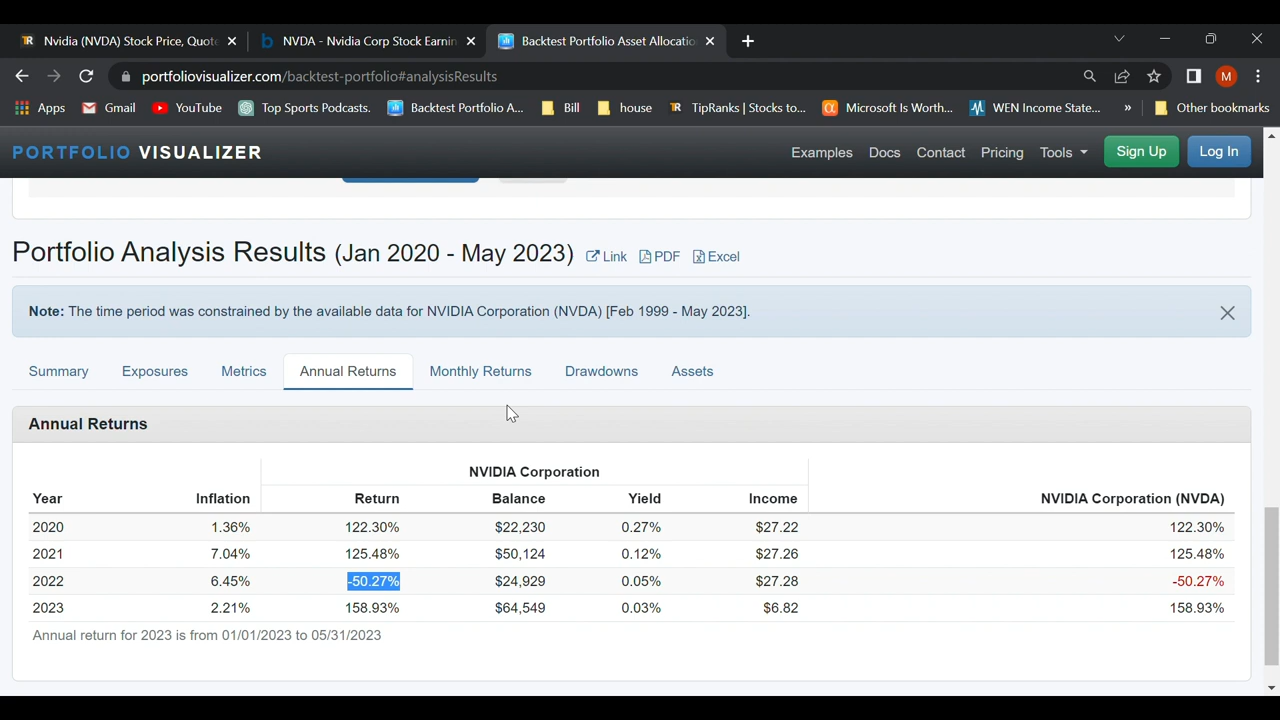 Nvidia (NVDA) Stock Price, Quot
NVDA - Nvidia Corp Stock Earnin
Backtest Portfolio Asset Allocatio
portfoliovisualizer.com/backtest-portfolio#analysisResults
M
Apps Gmail YouTube Top Sports Podcasts. Backtest Portfolio A... Bill house TipRanks | Stocks to... Microsoft Is Worth... WEN Income State... » Other bookmarks
PORTFOLIO VISUALIZER
Examples Docs Contact Pricing Tools Sign Up Log In
Portfolio Analysis Results (Jan 2020 - May 2023) Link PDF Excel
Note: The time period was constrained by the available data for NVIDIA Corporation (NVDA) [Feb 1999 - May 2023].
Summary Exposures Metrics Annual Returns Monthly Returns Drawdowns Assets
Annual Returns
NVIDIA Corporation
Year Inflation Return Balance Yield Income NVIDIA Corporation (NVDA)
2020 1.36% 122.30% $22,230 0.27% $27.22 122.30%
2021 7.04% 125.48% $50,124 0.12% $27.26 125.48%
2022 6.45% -50.27% $24,929 0.05% $27.28 -50.27%
2023 2.21% 158.93% $64,549 0.03% $6.82 158.93%
Annual return for 2023 is from 01/01/2023 to 05/31/2023